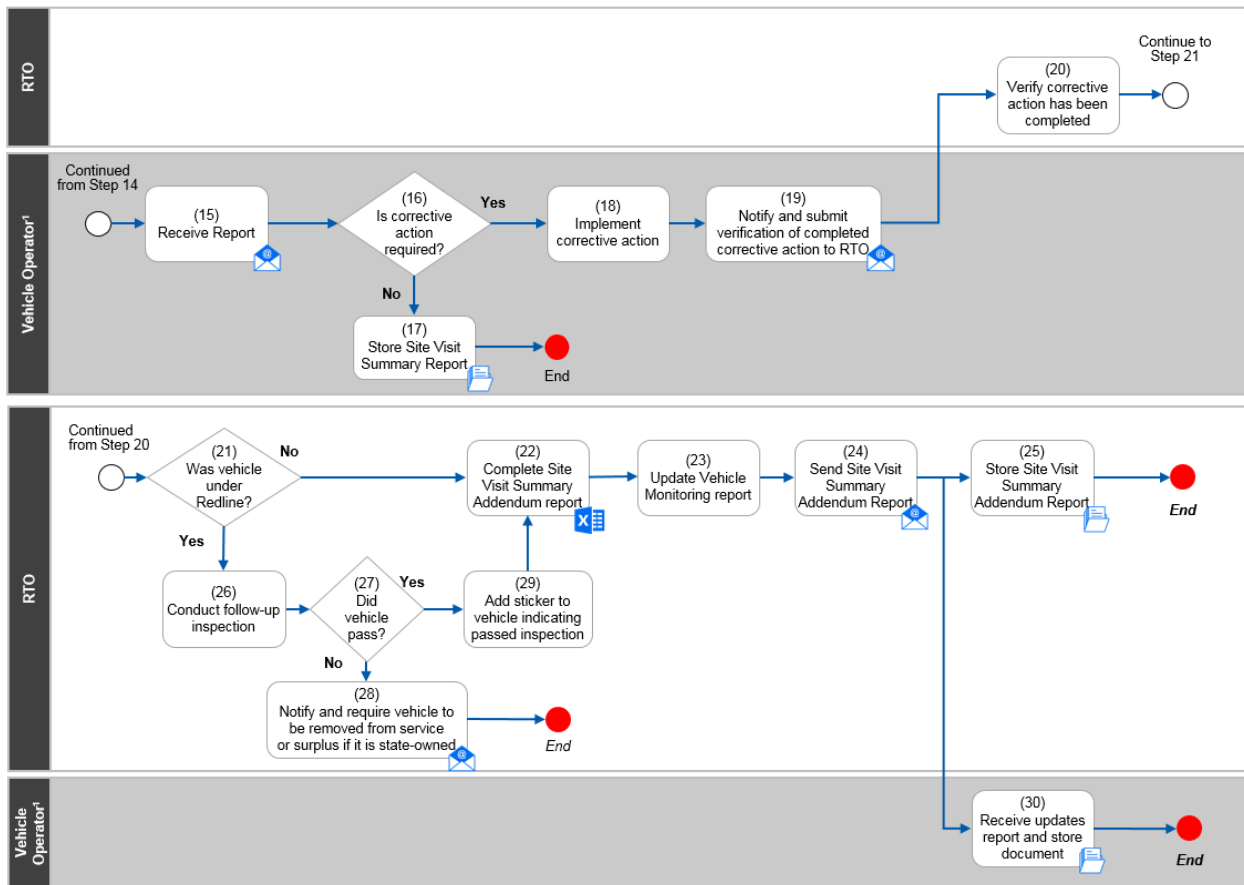 RTO
Continue to
Step 21
(20)
Verify corrective
action has been
completed
Vehicle Operator¹
Continued
from Step 14
(15)
Receive Report
@
(16)
Is corrective
action
required?
Yes
No
(18)
Implement
corrective action
(19)
Notify and submit
verification of completed
corrective action to RTO
@
(17)
Store Site Visit
Summary Report
End
RTO
Continued
from Step 20
(21)
Was vehicle
under
Redline?
No
Yes
(22)
Complete Site
Visit Summary
Addendum report
X
(23)
Update Vehicle
Monitoring report
(24)
Send Site Visit
Summary
Addendum Report
@
(25)
Store Site Visit
Summary
Addendum Report
End
(26)
Conduct follow-up
inspection
(27)
Did
vehicle
pass?
Yes
No
(29)
Add sticker to
vehicle indicating
passed inspection
(28)
Notify and require vehicle to
be removed from service
or surplus if it is state-owned
@
End
Vehicle
Operator¹
(30)
Receive updates
report and store
document
End